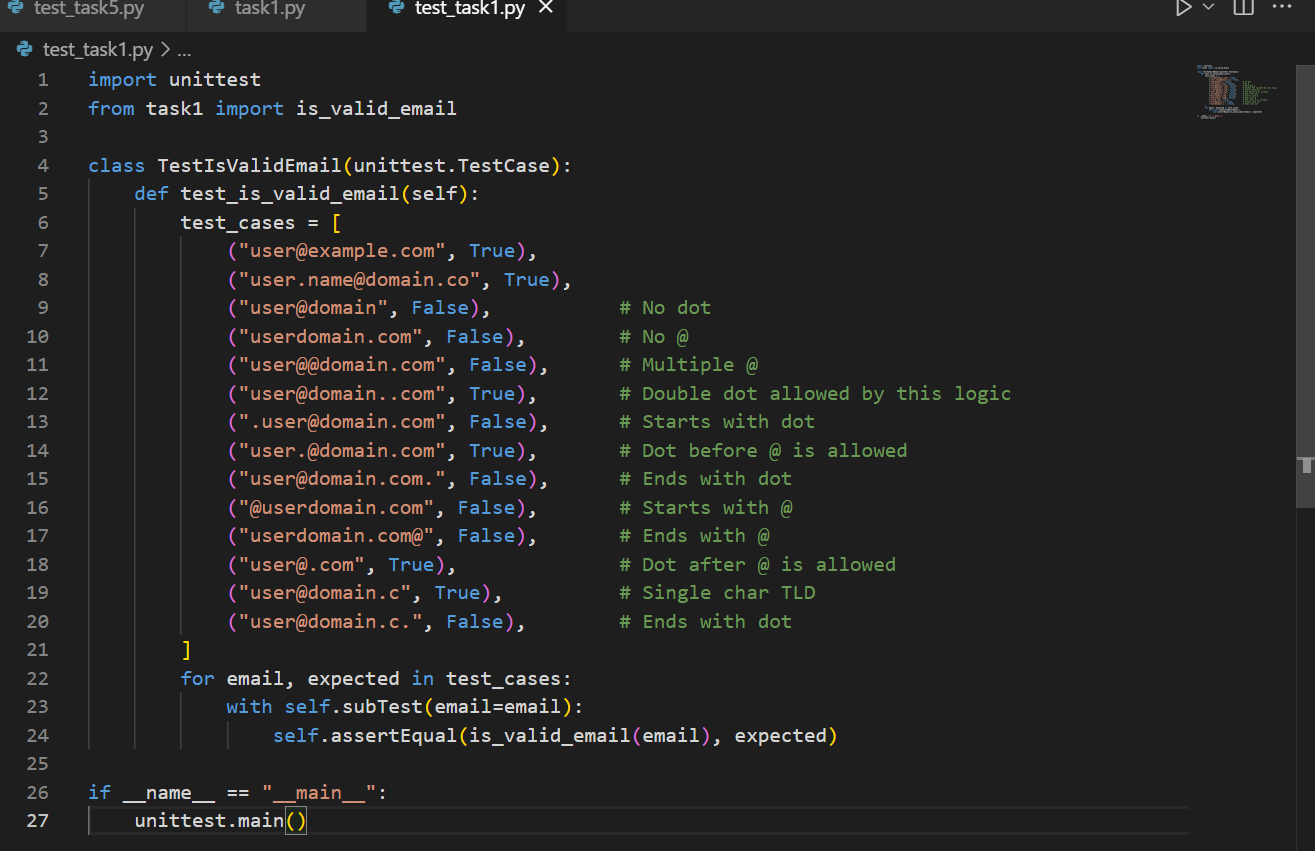 test_task5.py task1.py test_task1.py
test_task1.py > ...
1 import unittest
2 from task1 import is_valid_email
3
4 class TestIsValidEmail(unittest.TestCase):
5     def test_is_valid_email(self):
6         test_cases = [
7             ("user@example.com", True),
8             ("user.name@domain.co", True),
9             ("user@domain", False),           # No dot
10             ("userdomain.com", False),        # No @
11             ("user@@domain.com", False),      # Multiple @
12             ("user@domain..com", True),       # Double dot allowed by this logic
13             (".user@domain.com", False),      # Starts with dot
14             ("user.@domain.com", True),       # Dot before @ is allowed
15             ("user@domain.com.", False),      # Ends with dot
16             ("@userdomain.com", False),       # Starts with @
17             ("userdomain.com@", False),       # Ends with @
18             ("user@.com", True),              # Dot after @ is allowed
19             ("user@domain.c", True),          # Single char TLD
20             ("user@domain.c.", False),        # Ends with dot
21         ]
22         for email, expected in test_cases:
23             with self.subTest(email=email):
24                 self.assertEqual(is_valid_email(email), expected)
25
26 if __name__ == "__main__":
27     unittest.main()